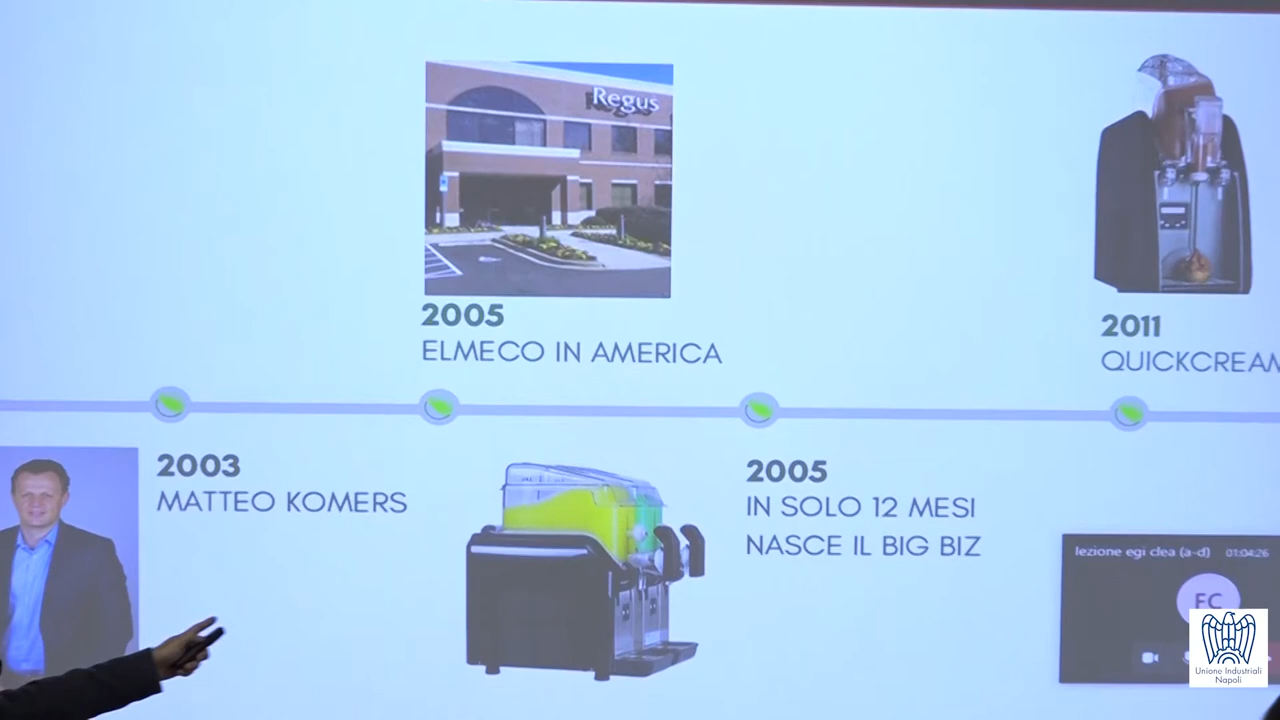 Regus
2005
ELMECO IN AMERICA
2011
QUICKCREAM
2003
MATTEO KOMERS
2005
IN SOLO 12 MESI
NASCE IL BIG BIZ
lezione egi clea (a-d) 01:04:26
EC
Unione Industriali
Napoli